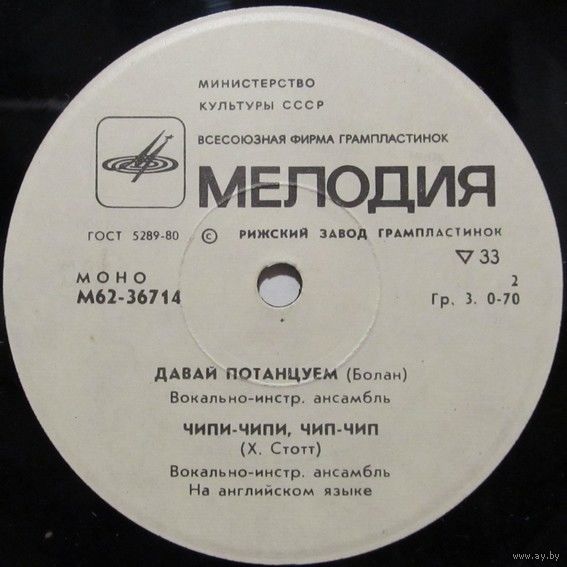 МИНИСТЕРСТВО
КУЛЬТУРЫ СССР
ВСЕСОЮЗНАЯ ФИРМА ГРАМПЛАСТИНОК
МЕЛОДИЯ
ГОСТ 5289-80 © РИЖСКИЙ ЗАВОД ГРАМПЛАСТИНОК
▽ 33
МОНО
2
М62-36714
Гр. 3. 0-70
ДАВАЙ ПОТАНЦУЕМ (Болан)
Вокально-инстр. ансамбль
ЧИПИ-ЧИПИ, ЧИП-ЧИП
(Х. Стотт)
Вокально-инстр. ансамбль
На английском языке
www.ay.by